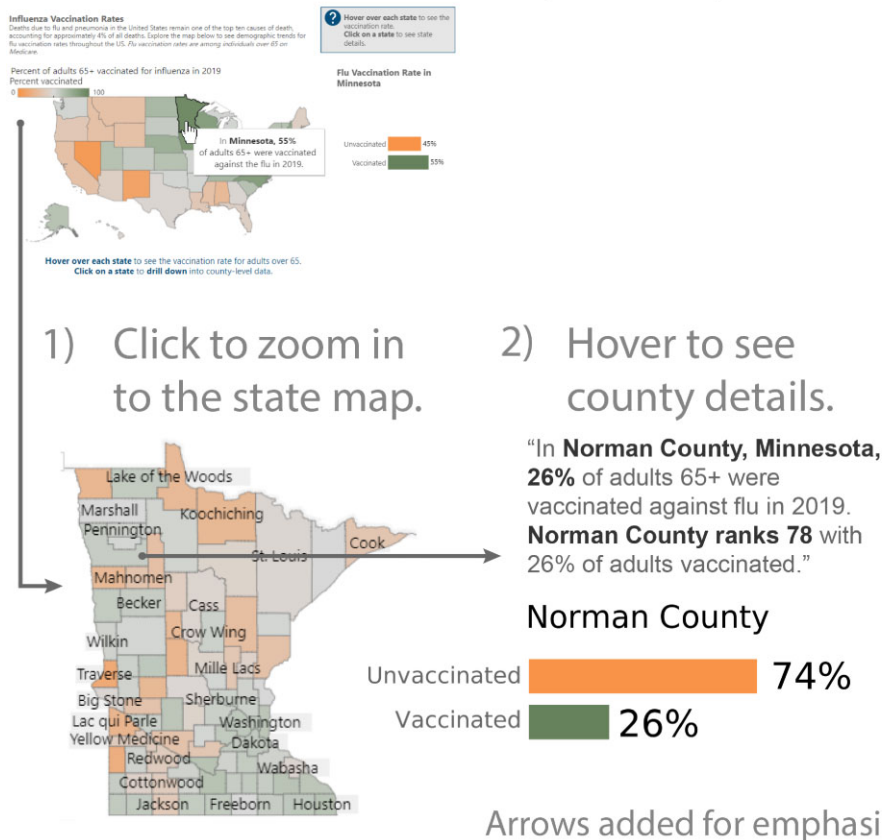 Influenza Vaccination Rates
Deaths due to flu and pneumonia in the United States remain one of the top ten causes of death,
accounting for approximately 4% of all deaths. Explore the map below to see demographic trends for
flu vaccination rates throughout the US. Flu vaccination rates are among individuals over 65 on
Medicare.
? Hover over each state to see the
vaccination rate.
Click on a state to see state
details.
Percent of adults 65+ vaccinated for influenza in 2019
Percent vaccinated
0 100
Flu Vaccination Rate in
Minnesota
In Minnesota, 55%
of adults 65+ were vaccinated
against the flu in 2019.
Unvaccinated 45%
Vaccinated 55%
Hover over each state to see the vaccination rate for adults over 65.
Click on a state to drill down into county-level data.
1) Click to zoom in
to the state map.
2) Hover to see
county details.
"In Norman County, Minnesota,
26% of adults 65+ were
vaccinated against flu in 2019.
Norman County ranks 78 with
26% of adults vaccinated."
Lake of the Woods
Marshall
Koochiching
Pennington
St. Louis
Cook
Mahnomen
Becker
Cass
Crow Wing
Wilkin
Mille Lacs
Traverse
Big Stone
Sherburne
Lac qui Parle
Washington
Yellow Medicine
Dakota
Redwood
Wabasha
Cottonwood
Jackson
Freeborn
Houston
Norman County
Unvaccinated 74%
Vaccinated 26%
Arrows added for emphasi